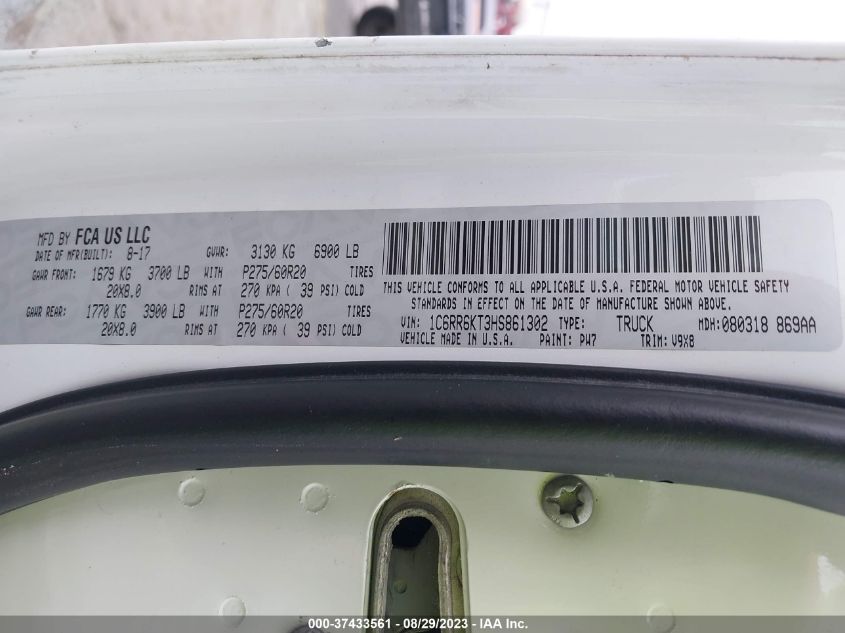 MFD BY FCA US LLC
DATE OF MFR(BUILT): 8-17 GVWR: 3130 KG 6900 LB
GAWR FRONT: 1679 KG 3700 LB WITH P275/60R20 TIRES
20X8.0 RIMS AT 270 KPA ( 39 PSI) COLD
GAWR REAR: 1770 KG 3900 LB WITH P275/60R20 TIRES
20X8.0 RIMS AT 270 KPA ( 39 PSI) COLD
THIS VEHICLE CONFORMS TO ALL APPLICABLE U.S.A. FEDERAL MOTOR VEHICLE SAFETY
STANDARDS IN EFFECT ON THE DATE OF MANUFACTURE SHOWN ABOVE.
VIN: 1C6RR6KT3HS861302 TYPE: TRUCK MDH:080318 869AA
VEHICLE MADE IN U.S.A. PAINT: PW7 TRIM: V9X8
000-37433561 - 08/29/2023 - IAA Inc.